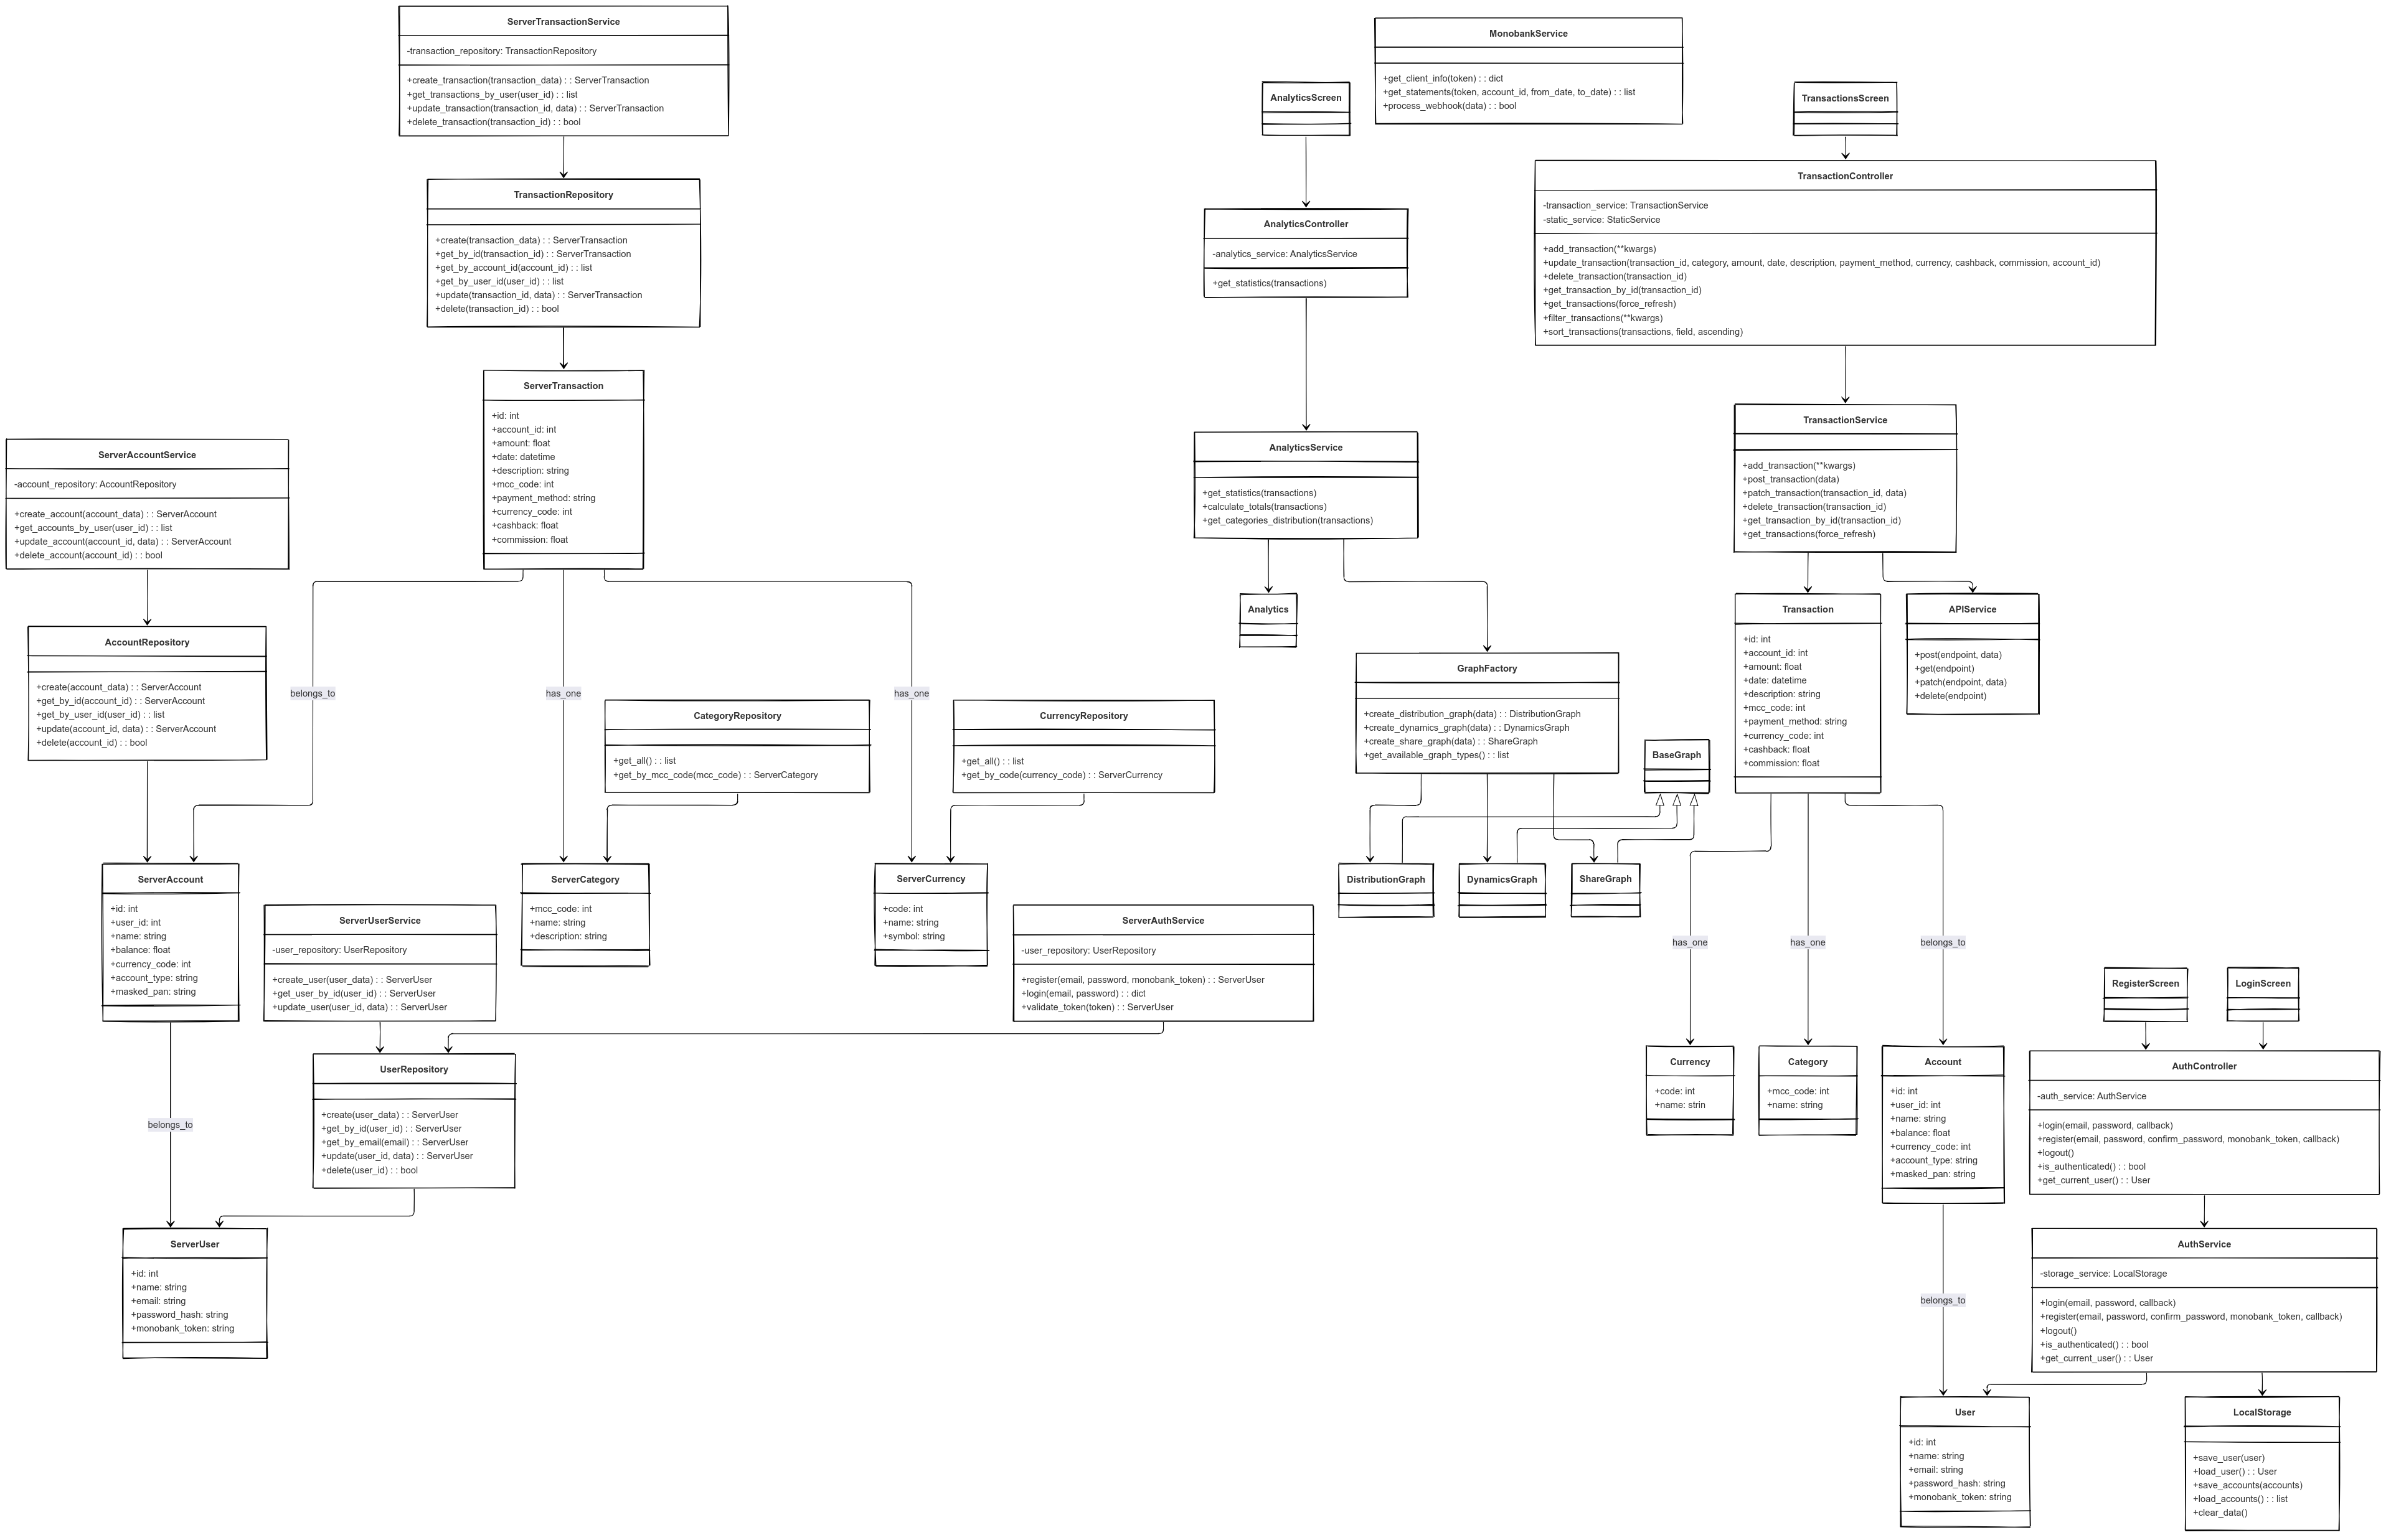 ServerTransactionService
-transaction_repository: TransactionRepository
+create_transaction(transaction_data) : : ServerTransaction
+get_transactions_by_user(user_id) : : list
+update_transaction(transaction_id, data) : : ServerTransaction
+delete_transaction(transaction_id) : : bool
TransactionRepository
+create(transaction_data) : : ServerTransaction
+get_by_id(transaction_id) : : ServerTransaction
+get_by_account_id(account_id) : : list
+get_by_user_id(user_id) : : list
+update(transaction_id, data) : : ServerTransaction
+delete(transaction_id) : : bool
ServerTransaction
+id: int
+account_id: int
+amount: float
+date: datetime
+description: string
+mcc_code: int
+payment_method: string
+currency_code: int
+cashback: float
+commission: float
ServerAccountService
-account_repository: AccountRepository
+create_account(account_data) : : ServerAccount
+get_accounts_by_user(user_id) : : list
+update_account(account_id, data) : : ServerAccount
+delete_account(account_id) : : bool
AccountRepository
+create(account_data) : : ServerAccount
+get_by_id(account_id) : : ServerAccount
+get_by_user_id(user_id) : : list
+update(account_id, data) : : ServerAccount
+delete(account_id) : : bool
belongs_to
has_one
has_one
CategoryRepository
+get_all() : : list
+get_by_mcc_code(mcc_code) : : ServerCategory
CurrencyRepository
+get_all() : : list
+get_by_code(currency_code) : : ServerCurrency
ServerAccount
+id: int
+user_id: int
+name: string
+balance: float
+currency_code: int
+account_type: string
+masked_pan: string
ServerUserService
-user_repository: UserRepository
+create_user(user_data) : : ServerUser
+get_user_by_id(user_id) : : ServerUser
+update_user(user_id, data) : : ServerUser
ServerCategory
+mcc_code: int
+name: string
+description: string
ServerCurrency
+code: int
+name: string
+symbol: string
ServerAuthService
-user_repository: UserRepository
+register(email, password, monobank_token) : : ServerUser
+login(email, password) : : dict
+validate_token(token) : : ServerUser
UserRepository
+create(user_data) : : ServerUser
+get_by_id(user_id) : : ServerUser
+get_by_email(email) : : ServerUser
+update(user_id, data) : : ServerUser
+delete(user_id) : : bool
belongs_to
ServerUser
+id: int
+name: string
+email: string
+password_hash: string
+monobank_token: string
MonobankService
+get_client_info(token) : : dict
+get_statements(token, account_id, from_date, to_date) : : list
+process_webhook(data) : : bool
AnalyticsScreen
AnalyticsController
-analytics_service: AnalyticsService
+get_statistics(transactions)
AnalyticsService
+get_statistics(transactions)
+calculate_totals(transactions)
+get_categories_distribution(transactions)
Analytics
GraphFactory
+create_distribution_graph(data) : : DistributionGraph
+create_dynamics_graph(data) : : DynamicsGraph
+create_share_graph(data) : : ShareGraph
+get_available_graph_types() : : list
BaseGraph
DistributionGraph
DynamicsGraph
ShareGraph
TransactionsScreen
TransactionController
-transaction_service: TransactionService
-static_service: StaticService
+add_transaction(**kwargs)
+update_transaction(transaction_id, category, amount, date, description, payment_method, currency, cashback, commission, account_id)
+delete_transaction(transaction_id)
+get_transaction_by_id(transaction_id)
+get_transactions(force_refresh)
+filter_transactions(**kwargs)
+sort_transactions(transactions, field, ascending)
TransactionService
+add_transaction(**kwargs)
+post_transaction(data)
+patch_transaction(transaction_id, data)
+delete_transaction(transaction_id)
+get_transaction_by_id(transaction_id)
+get_transactions(force_refresh)
Transaction
+id: int
+account_id: int
+amount: float
+date: datetime
+description: string
+mcc_code: int
+payment_method: string
+currency_code: int
+cashback: float
+commission: float
APIService
+post(endpoint, data)
+get(endpoint)
+patch(endpoint, data)
+delete(endpoint)
has_one
has_one
belongs_to
Currency
+code: int
+name: strin
Category
+mcc_code: int
+name: string
Account
+id: int
+user_id: int
+name: string
+balance: float
+currency_code: int
+account_type: string
+masked_pan: string
RegisterScreen
LoginScreen
AuthController
-auth_service: AuthService
+login(email, password, callback)
+register(email, password, confirm_password, monobank_token, callback)
+logout()
+is_authenticated() : : bool
+get_current_user() : : User
AuthService
-storage_service: LocalStorage
+login(email, password, callback)
+register(email, password, confirm_password, monobank_token, callback)
+logout()
+is_authenticated() : : bool
+get_current_user() : : User
belongs_to
User
+id: int
+name: string
+email: string
+password_hash: string
+monobank_token: string
LocalStorage
+save_user(user)
+load_user() : : User
+save_accounts(accounts)
+load_accounts() : : list
+clear_data()